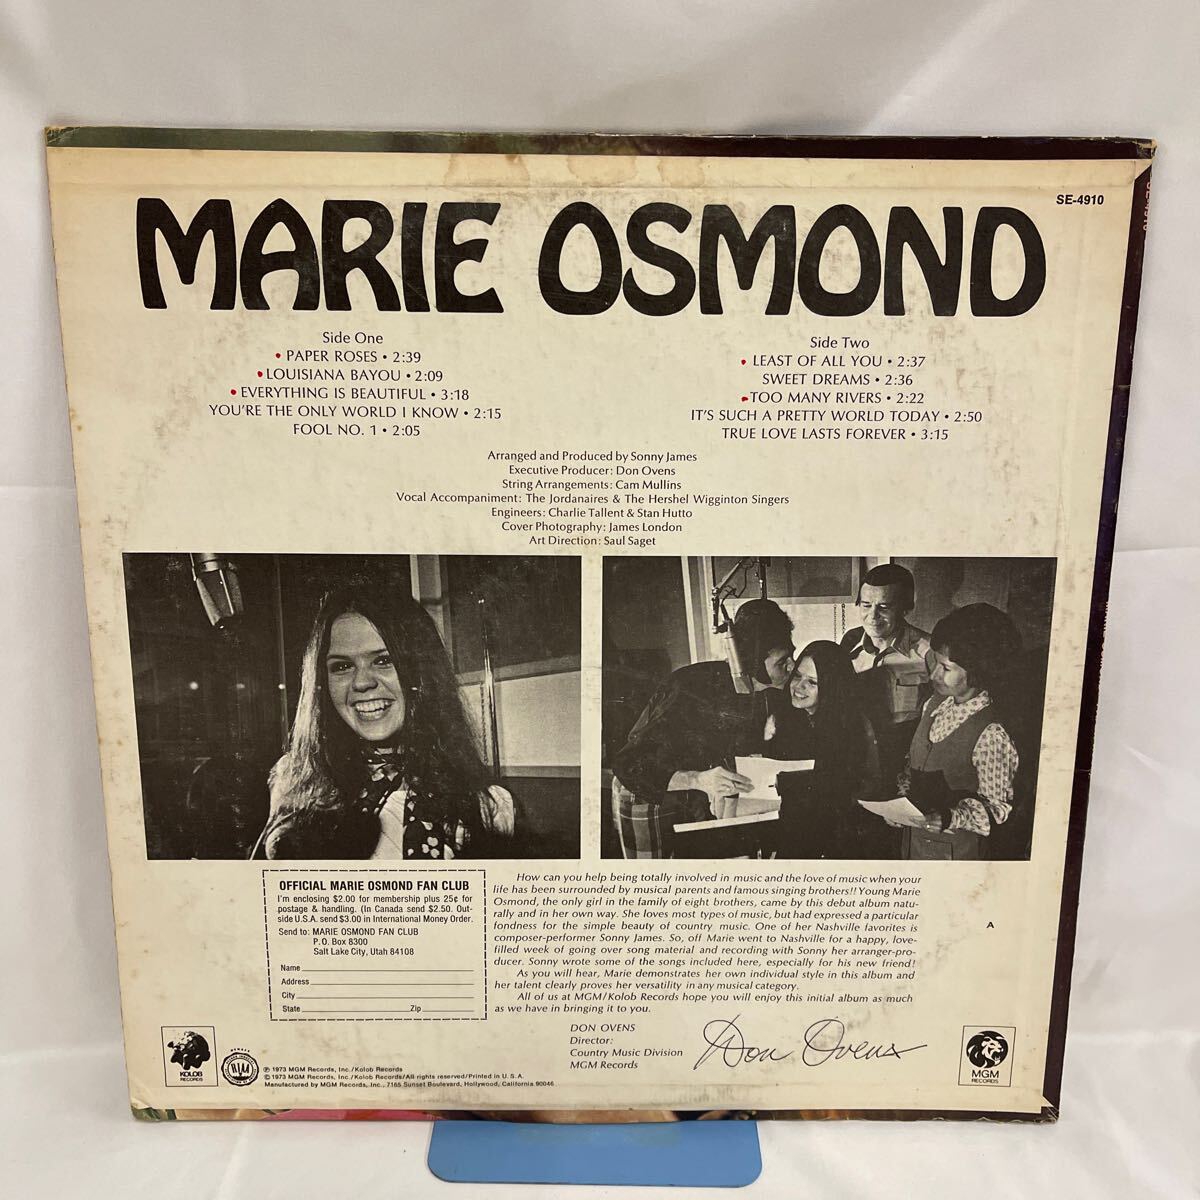 SE-4910
MARIE OSMOND
Side One
• PAPER ROSES • 2:39
• LOUISIANA BAYOU • 2:09
• EVERYTHING IS BEAUTIFUL • 3:18
YOU'RE THE ONLY WORLD I KNOW • 2:15
FOOL NO. 1 • 2:05
Side Two
• LEAST OF ALL YOU • 2:37
SWEET DREAMS • 2:36
• TOO MANY RIVERS • 2:22
IT'S SUCH A PRETTY WORLD TODAY • 2:50
TRUE LOVE LASTS FOREVER • 3:15
Arranged and Produced by Sonny James
Executive Producer: Don Ovens
String Arrangements: Cam Mullins
Vocal Accompaniment: The Jordanaires & The Hershel Wigginton Singers
Engineers: Charlie Tallent & Stan Hutto
Cover Photography: James London
Art Direction: Saul Saget
OFFICIAL MARIE OSMOND FAN CLUB
I'm enclosing $2.00 for membership plus 25¢ for
postage & handling. (In Canada send $2.50. Out-
side U.S.A. send $3.00 in International Money Order.
Send to: MARIE OSMOND FAN CLUB
P. O. Box 8300
Salt Lake City, Utah 84108
Name
Address
City
State Zip
How can you help being totally involved in music and the love of music when your
life has been surrounded by musical parents and famous singing brothers!! Young Marie
Osmond, the only girl in the family of eight brothers, came by this debut album natu-
rally and in her own way. She loves most types of music, but had expressed a particular
fondness for the simple beauty of country music. One of her Nashville favorites is
composer-performer Sonny James. So, off Marie went to Nashville for a happy, love-
filled week of going over song material and recording with Sonny her arranger-pro-
ducer. Sonny wrote some of the songs included here, especially for his new friend!
As you will hear, Marie demonstrates her own individual style in this album and
her talent clearly proves her versatility in any musical category.
All of us at MGM/Kolob Records hope you will enjoy this initial album as much
as we have in bringing it to you.
A
DON OVENS
Director:
Country Music Division
MGM Records
Don Ovens
KOLOB
RECORDS
℗ 1973 MGM Records, Inc./Kolob Records
© 1973 MGM Records, Inc./Kolob Records/All rights reserved/Printed in U.S.A.
Manufactured by MGM Records, Inc., 7165 Sunset Boulevard, Hollywood, California 90046
MGM
RECORDS